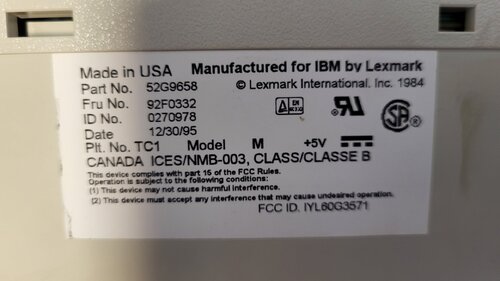 Made in USA Manufactured for IBM by Lexmark
Part No. 52G9658 © Lexmark International. Inc. 1984
Fru No. 92F0332
ID No. 0270978
Date 12/30/95
Plt. No. TC1 Model M +5V
CANADA ICES/NMB-003, CLASS/CLASSE B
This device complies with part 15 of the FCC Rules.
Operation is subject to the following conditions:
(1) This device may not cause harmful interference.
(2) This device must accept any interference that may cause undesired operation.
FCC ID. IYL60G3571